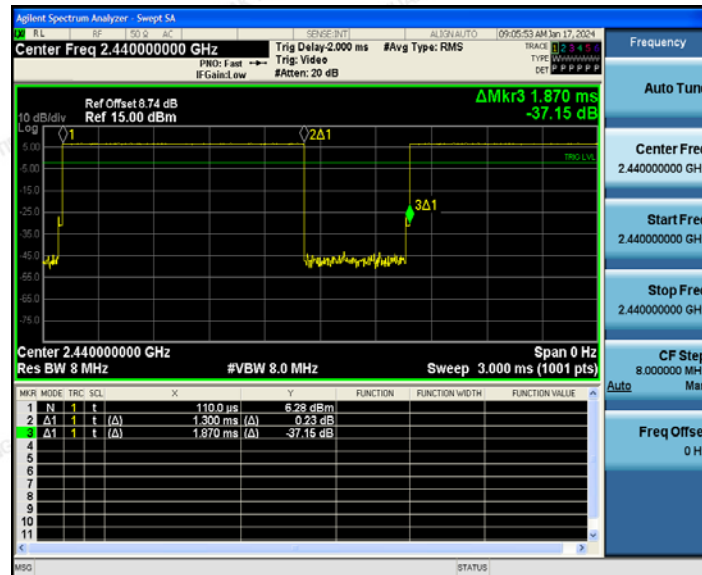 Agilent Spectrum Analyzer - Swept SA
RL RF 50 Ω AC SENSE:INT ALIGN AUTO 09:05:53 AM Jan 17, 2024
Center Freq 2.440000000 GHz
PNO: Fast
IFGain:Low
Trig Delay-2.000 ms
Trig: Video
#Atten: 20 dB
#Avg Type: RMS
TRACE 1 2 3 4 5 6
TYPE
DET P P P P P P
Ref Offset 8.74 dB
Ref 15.00 dBm
10 dB/div
Log
ΔMkr3 1.870 ms
-37.15 dB
1
2Δ1
3Δ1
TRIG LVL
5.00
-5.00
-15.0
-25.0
-35.0
-45.0
-55.0
-65.0
-75.0
Center 2.440000000 GHz Span 0 Hz
Res BW 8 MHz #VBW 8.0 MHz Sweep 3.000 ms (1001 pts)
MKR MODE TRC SCL X Y FUNCTION FUNCTION WIDTH FUNCTION VALUE
1 N 1 t 110.0 µs 6.28 dBm
2 Δ1 1 t (Δ) 1.300 ms (Δ) 0.23 dB
3 Δ1 1 t (Δ) 1.870 ms (Δ) -37.15 dB
4
5
6
7
8
9
10
11
MSG STATUS
Frequency
Auto Tun
Center Fre
2.440000000 GH
Start Fre
2.440000000 GH
Stop Fre
2.440000000 GH
CF Step
8.000000 MH
Auto Ma
Freq Offse
0 H